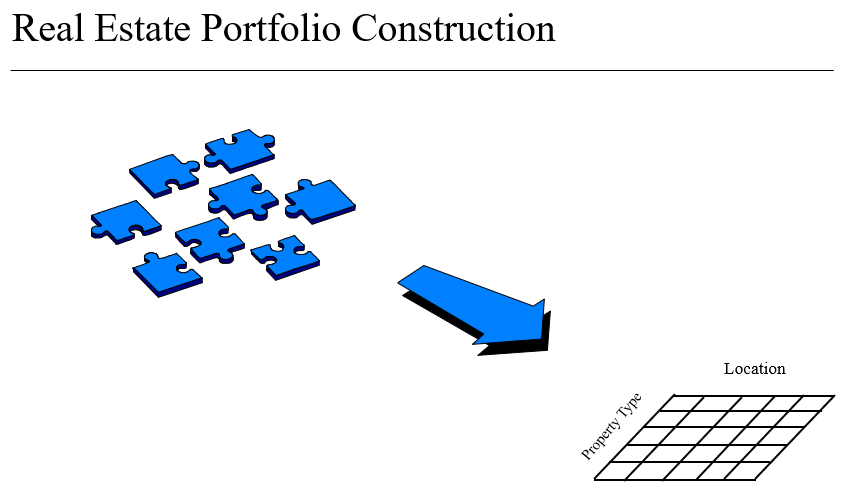 Real Estate Portfolio Construction
Location
Property Type